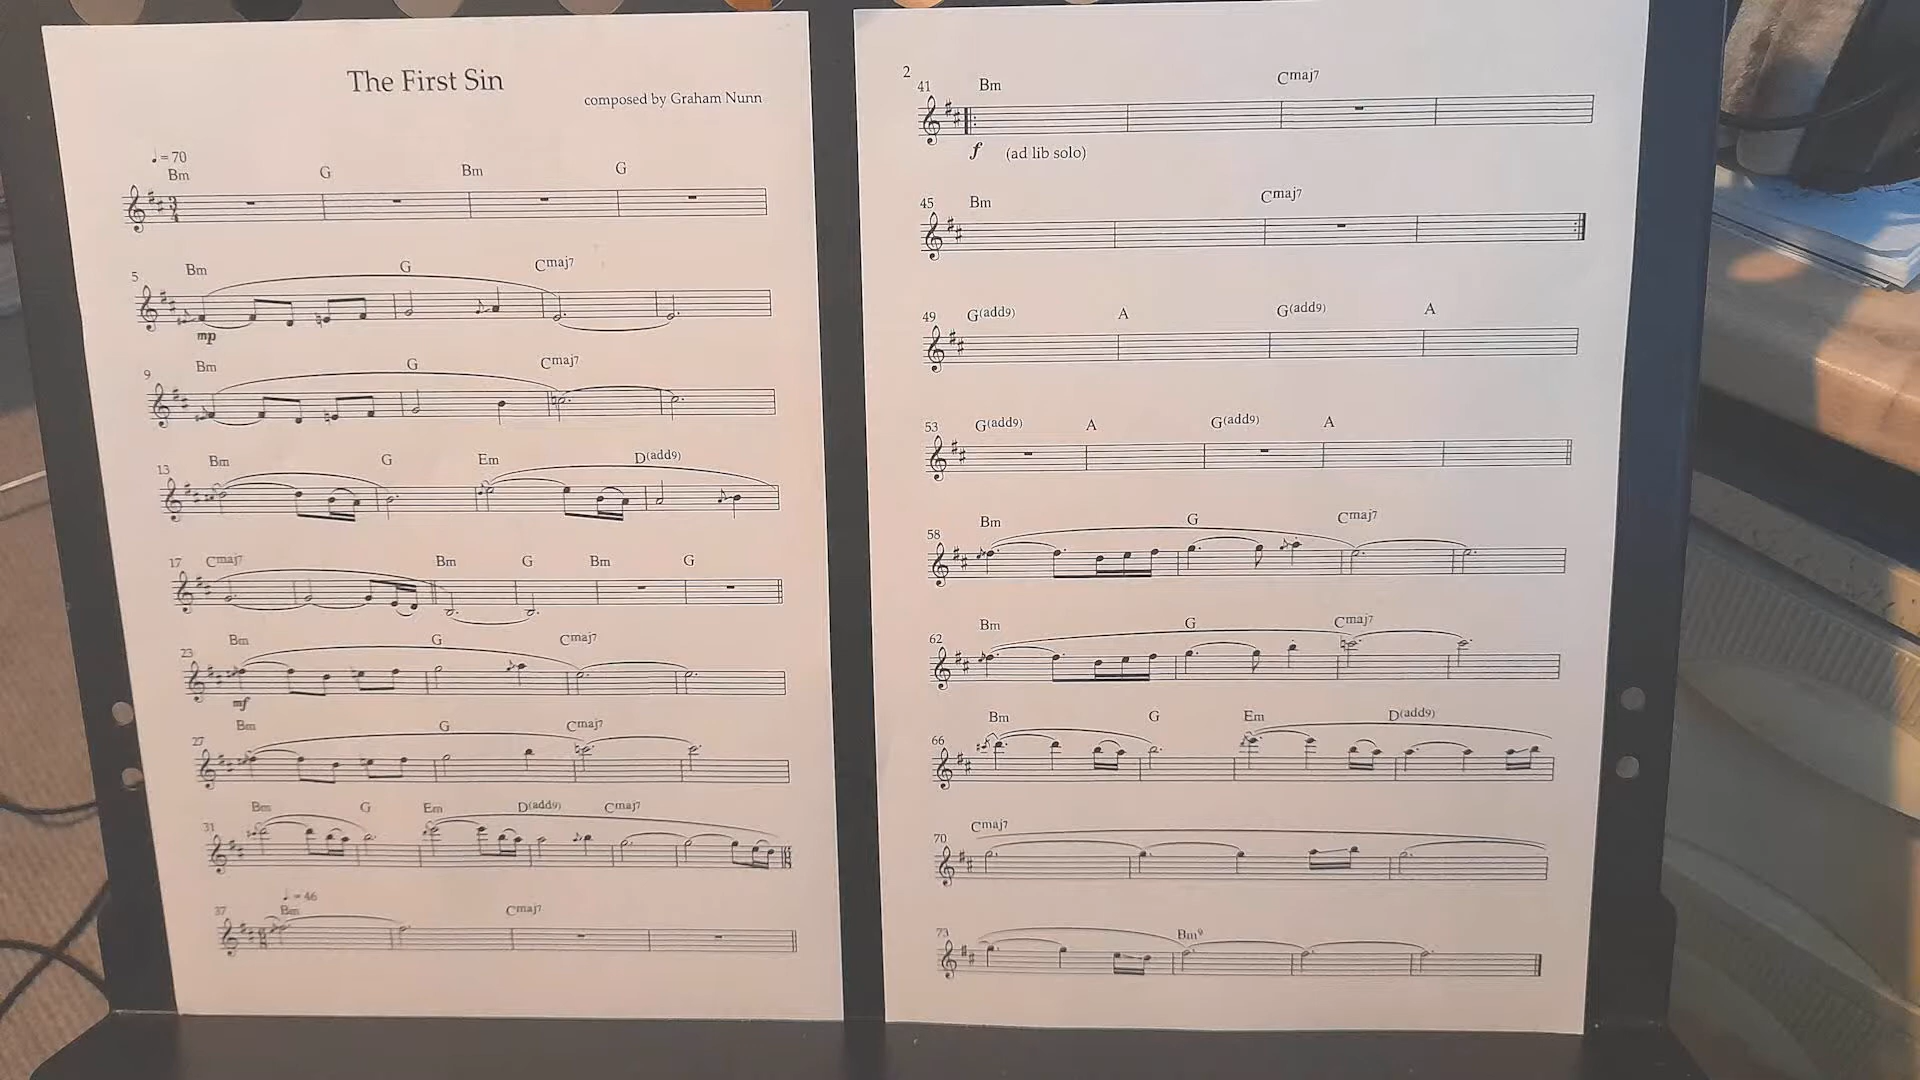 The First Sin
composed by Graham Nunn
♩= 70
Bm G Bm G
3/4
5 Bm G Cmaj7
mp
9 Bm G Cmaj7
13 Bm G Em D(add9)
17 Cmaj7 Bm G Bm G
23 Bm G Cmaj7
mf
27 Bm G Cmaj7
31 Bm G Em D(add9) Cmaj7
♩= 46
37 Bm Cmaj7
2
41 Bm Cmaj7
f (ad lib solo)
45 Bm Cmaj7
49 G(add9) A G(add9) A
53 G(add9) A G(add9) A
58 Bm G Cmaj7
62 Bm G Cmaj7
66 Bm G Em D(add9)
70 Cmaj7
73 Bm9